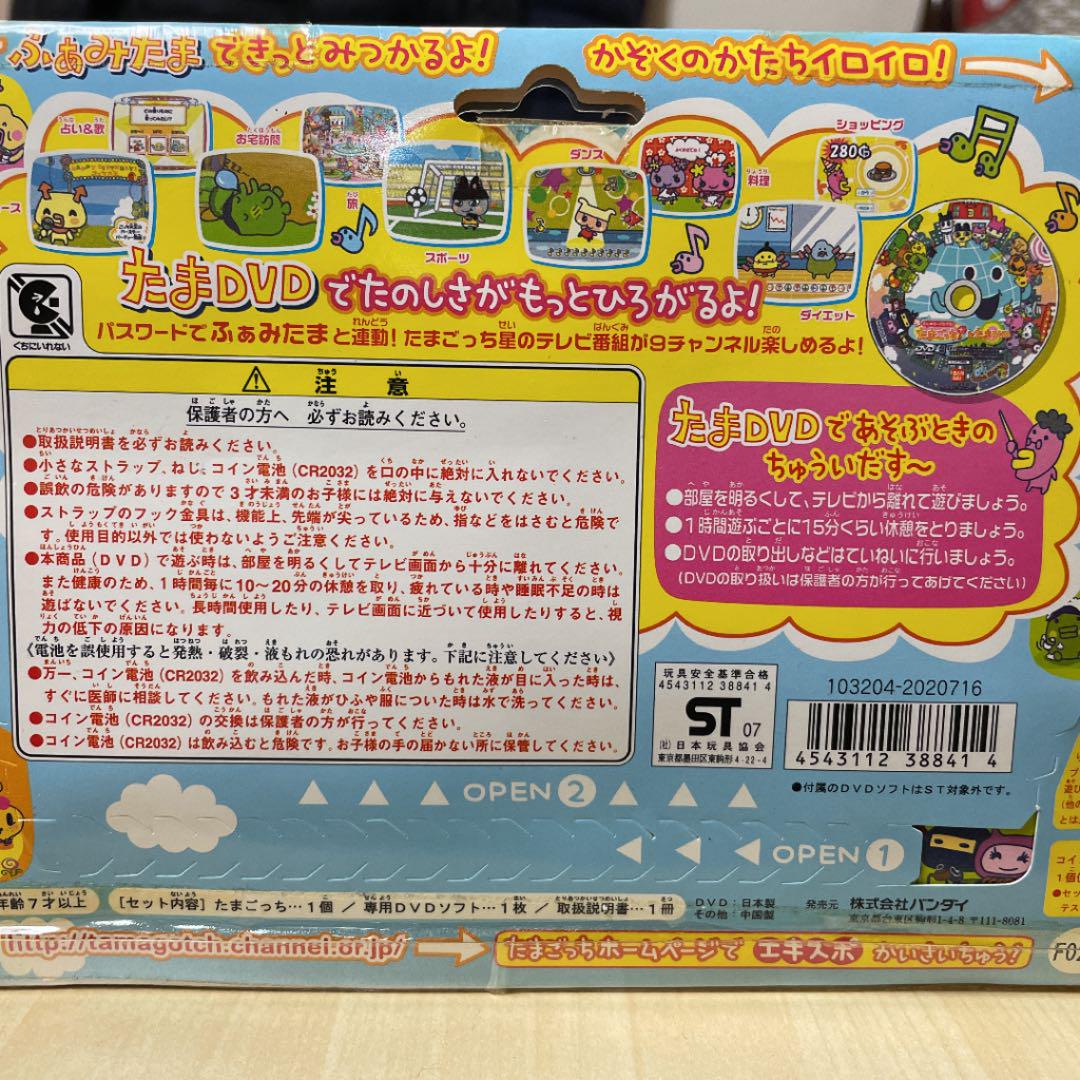 ふぁみたまできっとみつかるよ!
かぞくのかたちイロイロ!
占い&歌
お宅訪問
旅
スポーツ
ダンス
料理
ショッピング
280G
ダイエット
ース
たまDVDでたのしさがもっとひろがるよ!
パスワードでふぁみたまと連動!たまごっち星のテレビ番組が9チャンネル楽しめるよ!
くちにいれない
注意
保護者の方へ 必ずお読みください。
●取扱説明書を必ずお読みください。
●小さなストラップ、ねじ、コイン電池(CR2032)を口の中に絶対に入れないでください。
●誤飲の危険がありますので3才未満のお子様には絶対に与えないでください。
●ストラップのフック金具は、機能上、先端が尖っているため、指などをはさむと危険です。使用目的以外では使わないようご注意ください。
●本商品(DVD)で遊ぶ時は、部屋を明るくしてテレビ画面から十分に離れてください。
また健康のため、1時間毎に10〜20分の休憩を取り、疲れている時や睡眠不足の時は
遊ばないでください。長時間使用したり、テレビ画面に近づいて使用したりすると、視
力の低下の原因になります。
《電池を誤使用すると発熱・破裂・液もれの恐れがあります。下記に注意してください》
●万一、コイン電池(CR2032)を飲み込んだ時、コイン電池からもれた液が目に入った時は、
すぐに医師に相談してください。もれた液がひふや服についた時は水で洗ってください。
●コイン電池(CR2032)の交換は保護者の方が行ってください。
●コイン電池(CR2032)は飲み込むと危険です。お子様の手の届かない所に保管してください。
たまDVDであそぶときの
ちゅういだす〜
●部屋を明るくして、テレビから離れて遊びましょう。
●1時間遊ぶごとに15分くらい休憩をとりましょう。
●DVDの取り出しなどはていねいに行いましょう。
(DVDの取り扱いは保護者の方が行ってあげてください)
玩具安全基準合格
4543112 38841 4
ST 07
(社)日本玩具協会
東京都墨田区東駒形4-22-4
103204-2020716
4543112 388414
●付属のDVDソフトはST対象外です。
OPEN 2
OPEN 1
年齢7才以上
[セット内容]たまごっち…1個/専用DVDソフト…1枚/取扱説明書…1冊
DVD:日本製
その他:中国製
発売元 株式会社バンダイ
東京都台東区駒形1-4-8 〒111-8081
http://tamagotch.channel.or.jp/
たまごっちホームページで エキスポ かいさいちゅう!